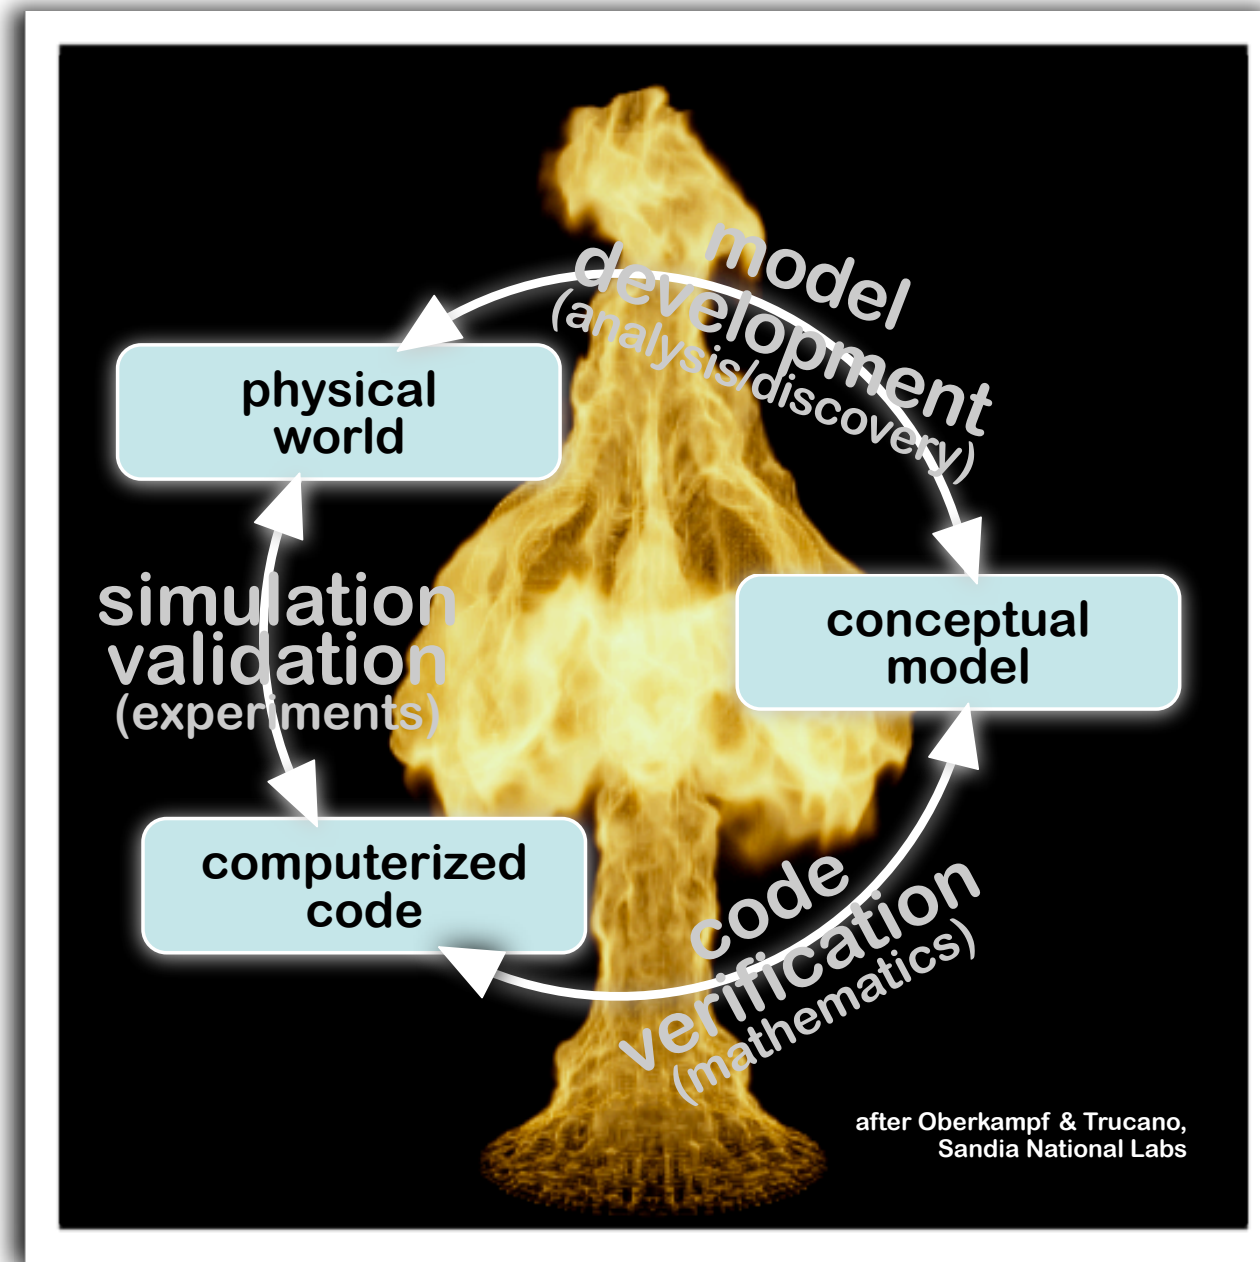 model
development
(analysis/discovery)
physical
world
conceptual
model
simulation
validation
(experiments)
computerized
code
code
verification
(mathematics)
after Oberkampf & Trucano,
Sandia National Labs